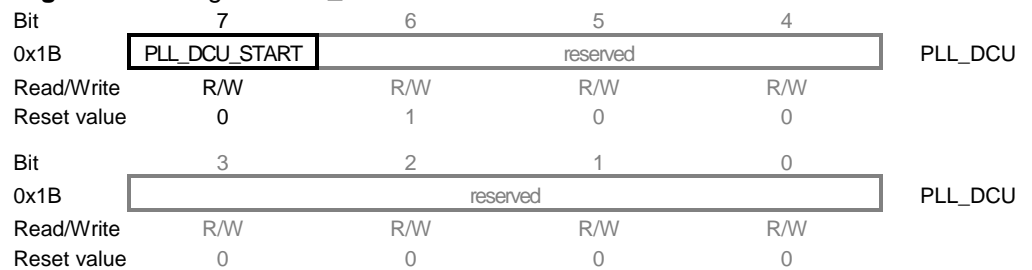 Bit 7 6 5 4
0x1B PLL_DCU_START reserved PLL_DCU
Read/Write R/W R/W R/W R/W
Reset value 0 1 0 0
Bit 3 2 1 0
0x1B reserved PLL_DCU
Read/Write R/W R/W R/W R/W
Reset value 0 0 0 0